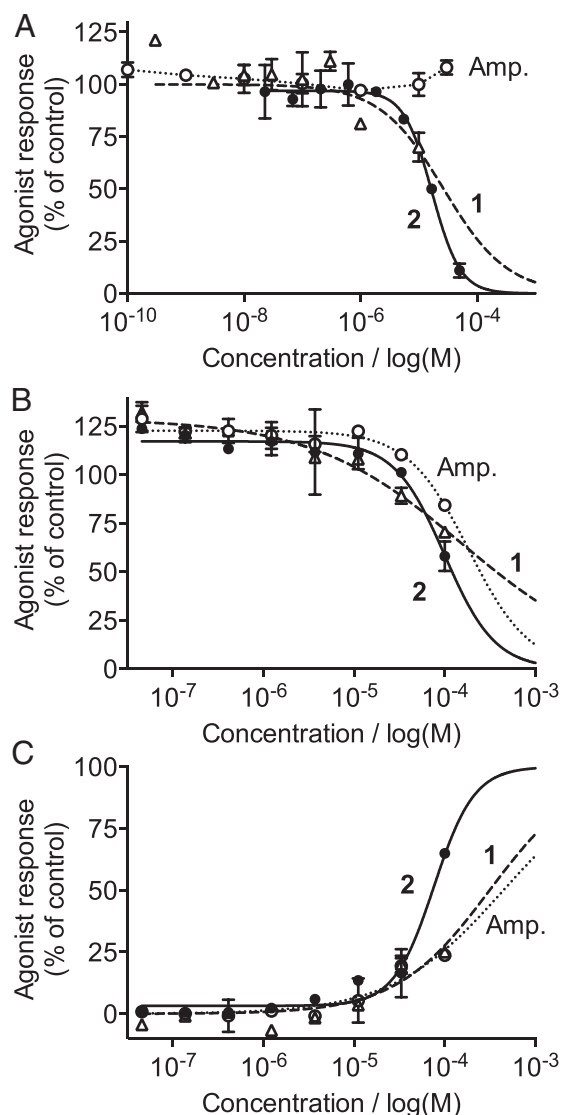 A
125
100
75
50
25
0
Agonist response
(% of control)
Amp.
1
2
10-10 10-8 10-6 10-4
Concentration / log(M)
B
125
100
75
50
25
0
Agonist response
(% of control)
Amp.
1
2
10-7 10-6 10-5 10-4 10-3
Concentration / log(M)
C
100
75
50
25
0
Agonist response
(% of control)
2
1
Amp.
10-7 10-6 10-5 10-4 10-3
Concentration / log(M)